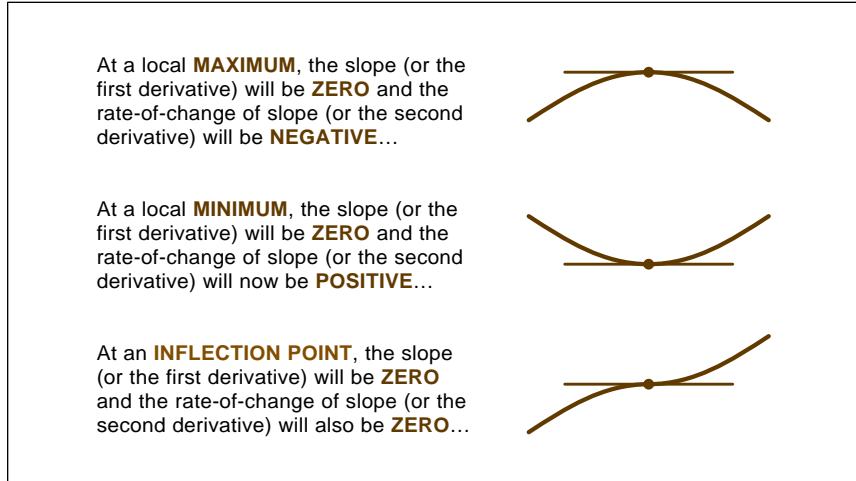 At a local MAXIMUM, the slope (or the
first derivative) will be ZERO and the
rate-of-change of slope (or the second
derivative) will be NEGATIVE…
At a local MINIMUM, the slope (or the
first derivative) will be ZERO and the
rate-of-change of slope (or the second
derivative) will now be POSITIVE…
At an INFLECTION POINT, the slope
(or the first derivative) will be ZERO
and the rate-of-change of slope (or the
second derivative) will also be ZERO…